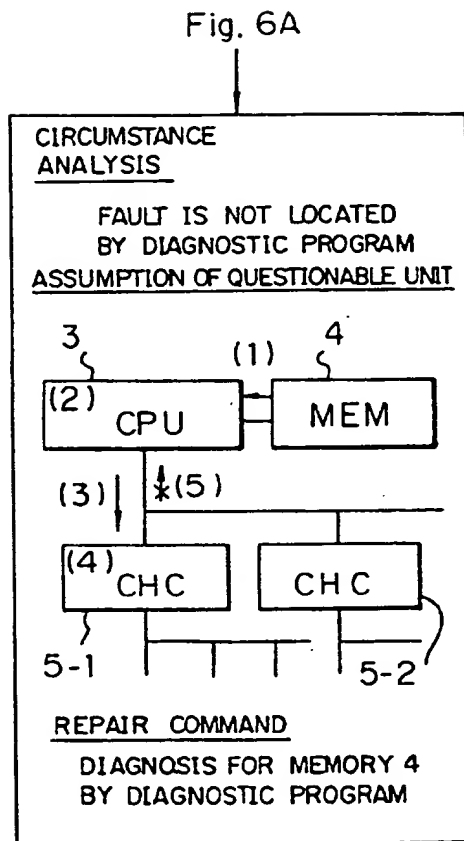 Fig. 6A
CIRCUMSTANCE
ANALYSIS
FAULT IS NOT LOCATED
BY DIAGNOSTIC PROGRAM
ASSUMPTION OF QUESTIONABLE UNIT
3
(1)
4
(2)
CPU
MEM
(3)
(5)
(4)
CHC
CHC
5-1
5-2
REPAIR COMMAND
DIAGNOSIS FOR MEMORY 4
BY DIAGNOSTIC PROGRAM